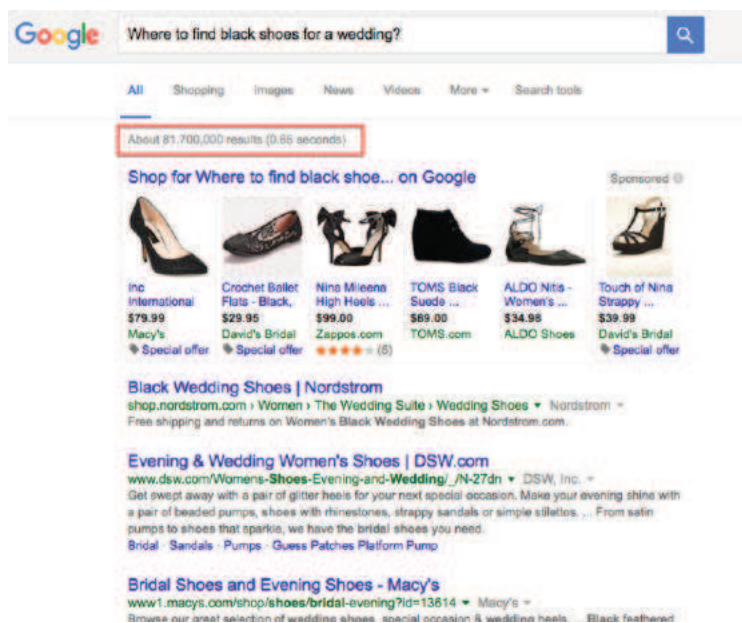 Google
Where to find black shoes for a wedding?
All Shopping Images News Videos More Search tools
About 81,700,000 results (0.65 seconds)
Shop for Where to find black shoe... on Google Sponsored
Inc International $79.99 Macy's Special offer
Crochet Ballet Flats - Black, $29.95 David's Bridal Special offer
Nina Mileena High Heels ... $99.00 Zappos.com (6)
TOMS Black Suede ... $69.00 TOMS.com
ALDO Nitis - Women's ... $34.98 ALDO Shoes
Touch of Nina Strappy ... $39.99 David's Bridal Special offer
Black Wedding Shoes | Nordstrom
shop.nordstrom.com › Women › The Wedding Suite › Wedding Shoes Nordstrom
Free shipping and returns on Women's Black Wedding Shoes at Nordstrom.com.
Evening & Wedding Women's Shoes | DSW.com
www.dsw.com/Womens-Shoes-Evening-and-Wedding/_/N-27dn DSW, Inc.
Get swept away with a pair of glitter heels for your next special occasion. Make your evening shine with
a pair of beaded pumps, shoes with rhinestones, strappy sandals or simple stilettos. ... From satin
pumps to shoes that sparkle, we have the bridal shoes you need.
Bridal · Sandals · Pumps · Guess Patches Platform Pump
Bridal Shoes and Evening Shoes - Macy's
www1.macys.com/shop/shoes/bridal-evening?id=13614 Macy's
Browse our great selection of wedding shoes, special occasion & wedding heels. ... Black feathered